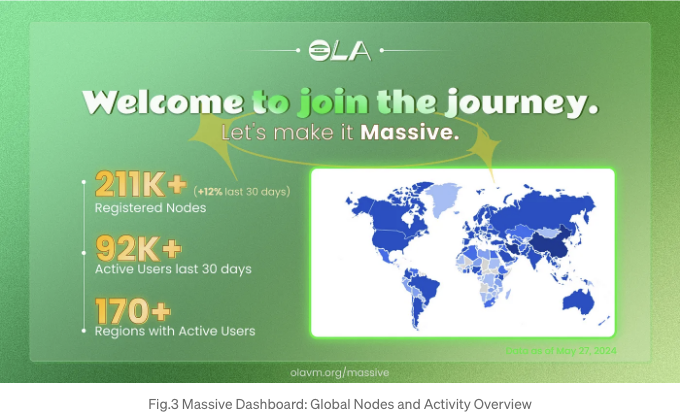 OLA
Welcome to join the journey.
Let's make it Massive.
211K+ (+12% last 30 days)
Registered Nodes
92K+
Active Users last 30 days
170+
Regions with Active Users
as of May 27, 2024
olavm.org/massive
Fig.3 Massive Dashboard: Global Nodes and Activity Overview